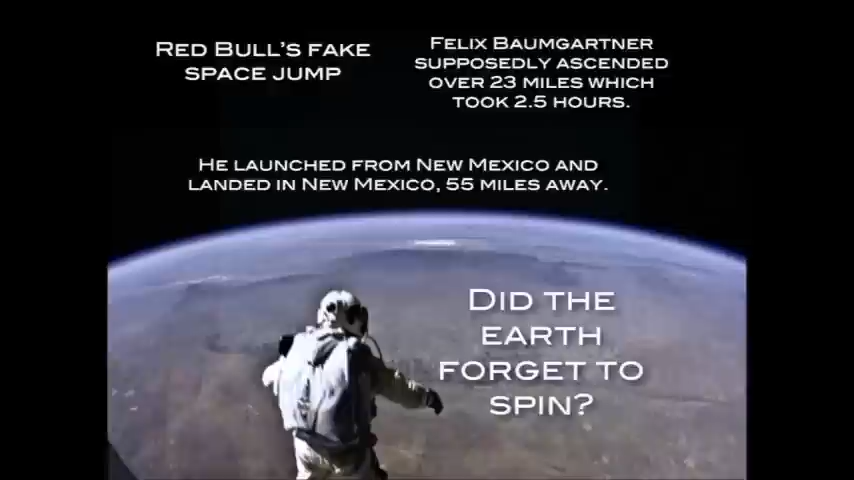 RED BULL'S FAKE
SPACE JUMP
FELIX BAUMGARTNER
SUPPOSEDLY ASCENDED
OVER 23 MILES WHICH
TOOK 2.5 HOURS.
HE LAUNCHED FROM NEW MEXICO AND
LANDED IN NEW MEXICO, 55 MILES AWAY.
DID THE
EARTH
FORGET TO
SPIN?